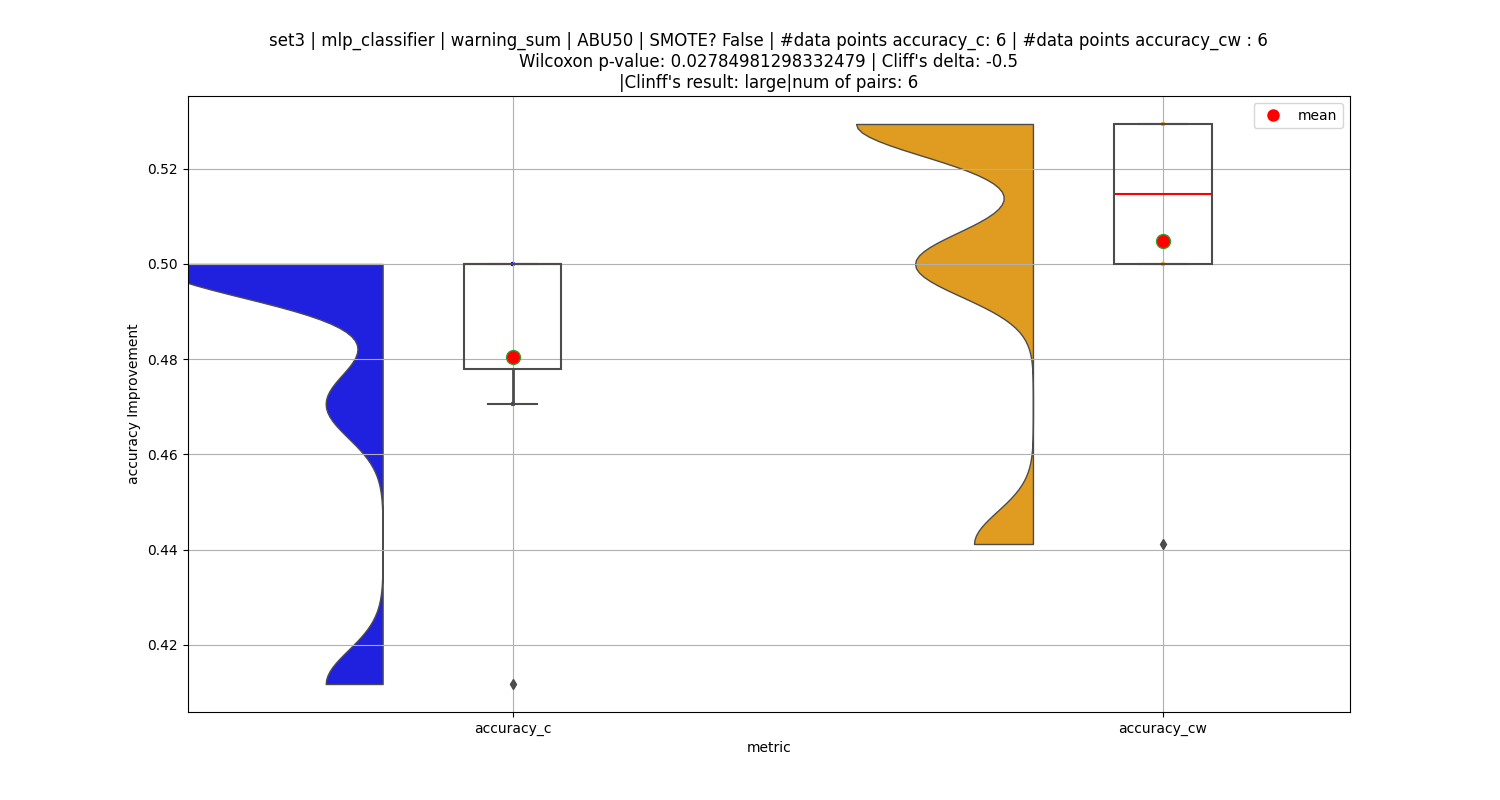 set3 | mlp_classifier | warning_sum | ABU50 | SMOTE? False | #data points accuracy_c: 6 | #data points accuracy_cw : 6
Wilcoxon p-value: 0.02784981298332479 | Cliff's delta: -0.5
|Clinff's result: large|num of pairs: 6
mean
0.52
0.50
0.48
0.46
0.44
0.42
accuracy Improvement
accuracy_c
accuracy_cw
metric